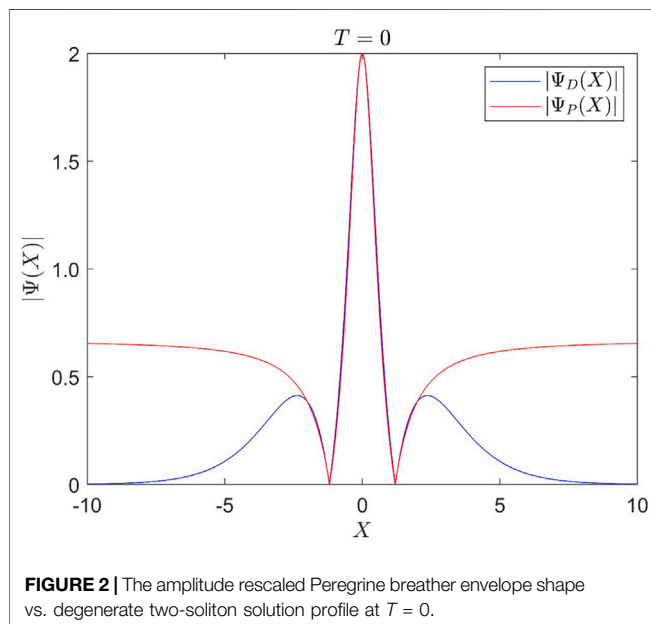 T = 0
2
|Ψ_D(X)|
|Ψ_P(X)|
1.5
|Ψ(X)|
1.0
0.5
0
-10 -5 0 5 10
X
FIGURE 2 | The amplitude rescaled Peregrine breather envelope shape
vs. degenerate two-soliton solution profile at T = 0.